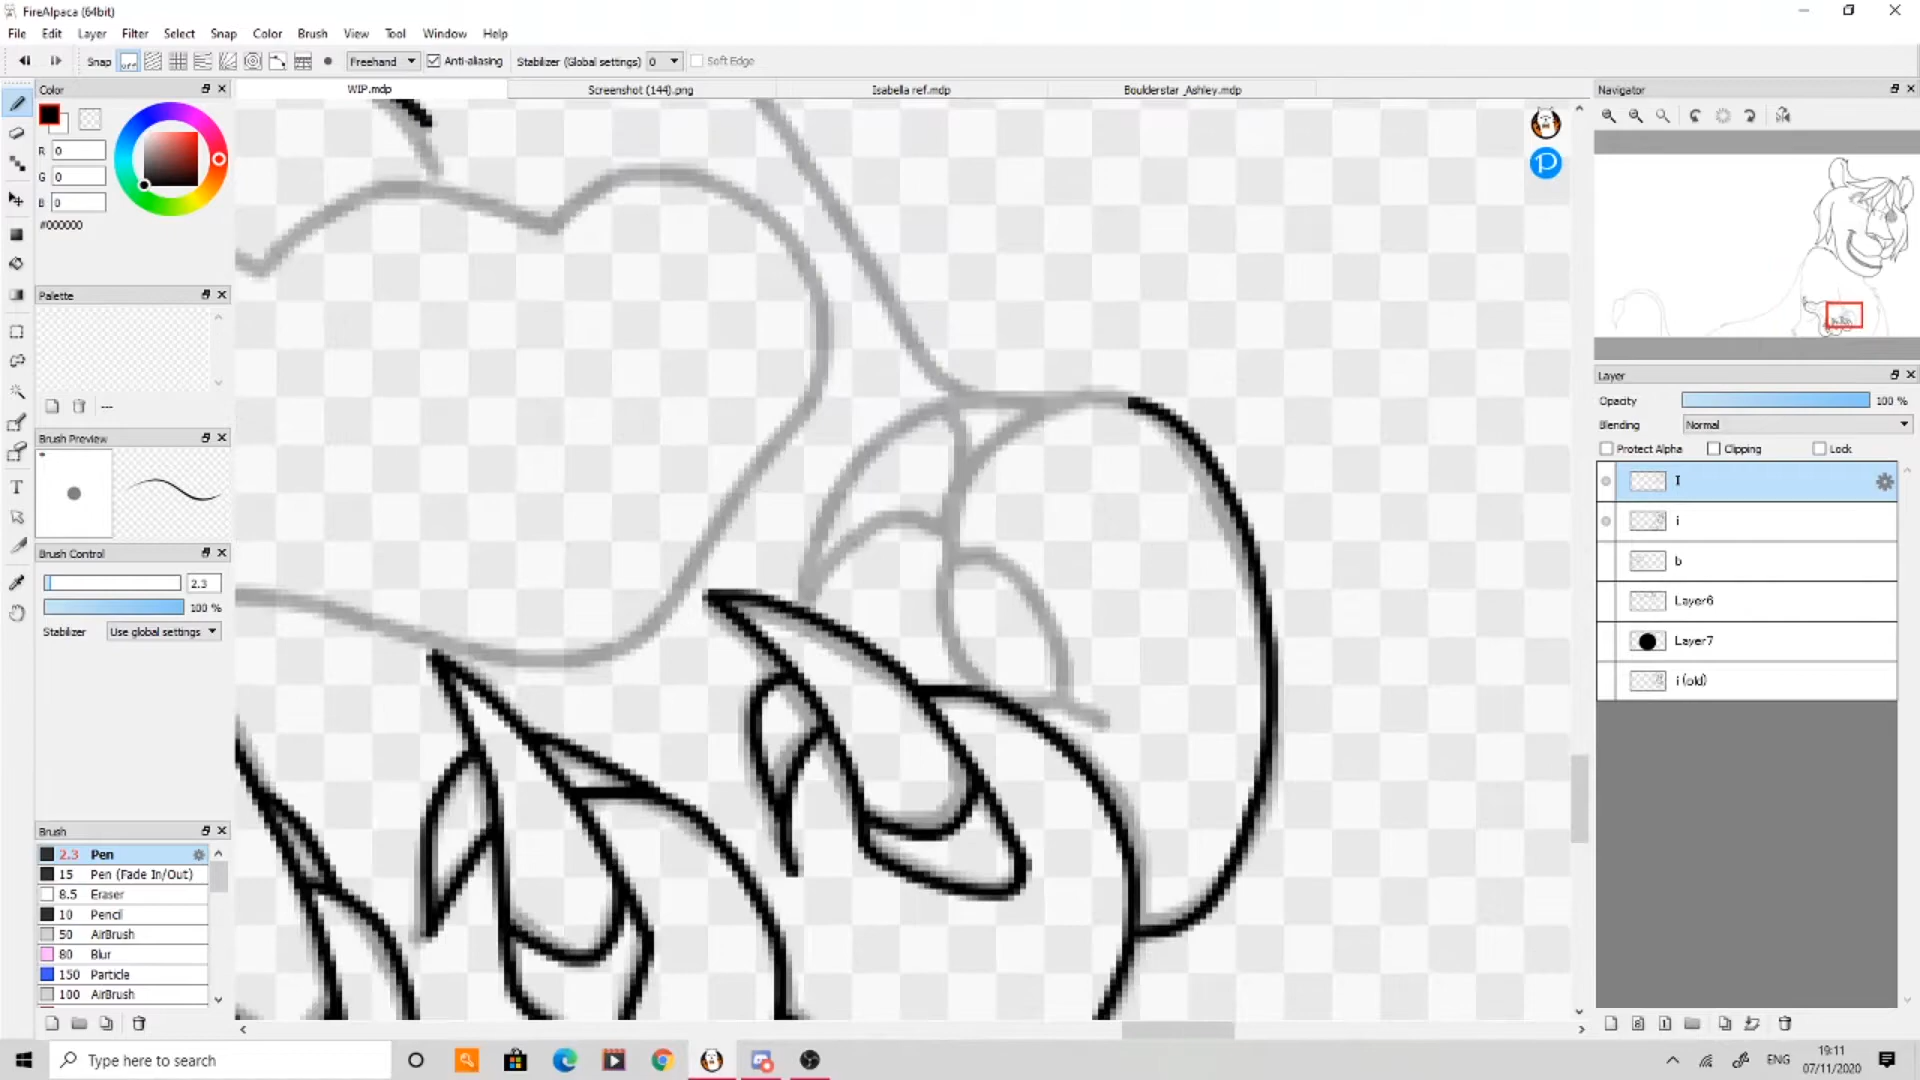 FireAlpaca (64bit)
File Edit Layer Filter Select Snap Color Brush View Tool Window Help
Snap off Freehand Anti-aliasing Stabilizer (Global settings) 0 Soft Edge
Color WIP.mdp Screenshot (144).png Isabella ref.mdp Boulderstar_Ashley.mdp Navigator
R 0
G 0
B 0
#000000
Palette
---
Brush Preview
Brush Control
2.3
100 %
Stabilizer Use global settings
Brush
2.3 Pen
15 Pen (Fade In/Out)
8.5 Eraser
10 Pencil
50 AirBrush
80 Blur
150 Particle
100 AirBrush
Layer
Opacity 100 %
Blending Normal
Protect Alpha Clipping Lock
I
i
b
Layer6
Layer7
i (old)
Type here to search
ENG
19:11
07/11/2020